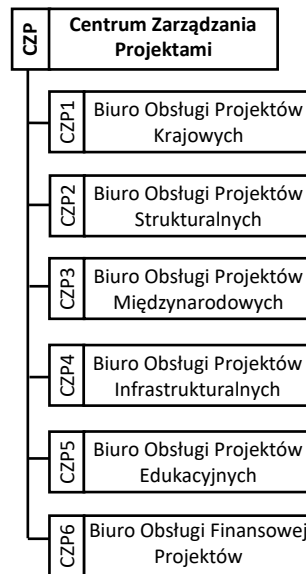 CZP
Centrum Zarządzania
Projektami
CZP1
Biuro Obsługi Projektów
Krajowych
CZP2
Biuro Obsługi Projektów
Strukturalnych
CZP3
Biuro Obsługi Projektów
Międzynarodowych
CZP4
Biuro Obsługi Projektów
Infrastrukturalnych
CZP5
Biuro Obsługi Projektów
Edukacyjnych
CZP6
Biuro Obsługi Finansowej
Projektów